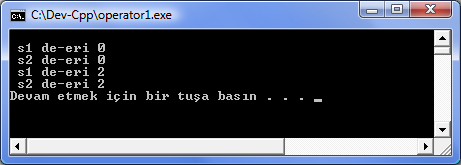 C:\Dev-Cpp\operator1.exe
s1 de-eri 0
s2 de-eri 0
s1 de-eri 2
s2 de-eri 2
Devam etmek için bir tuşa basın . . .